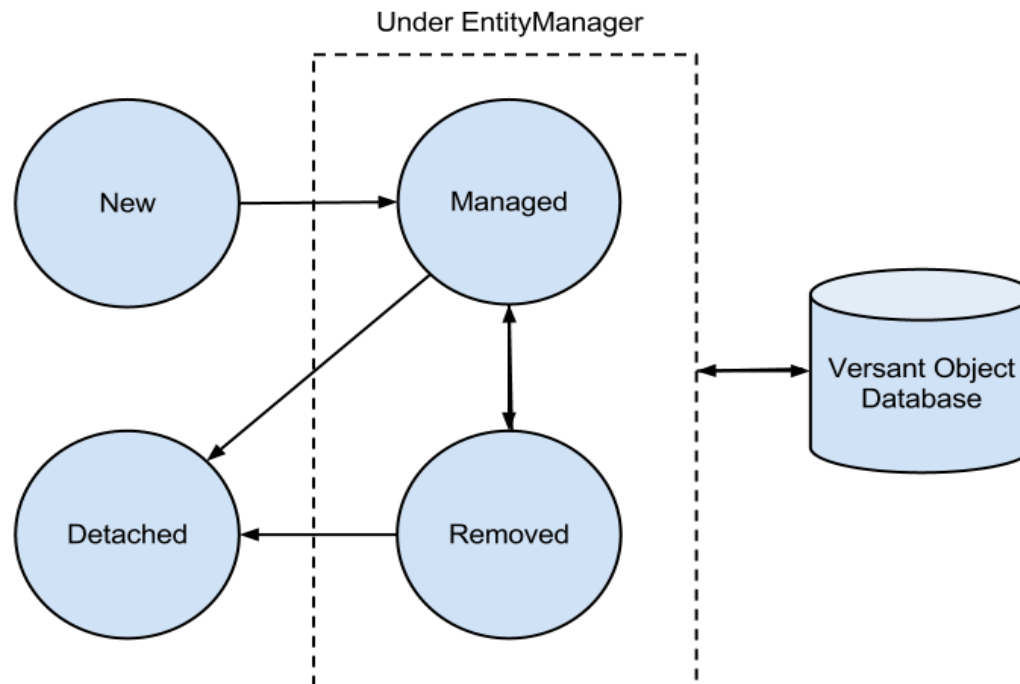 Under EntityManager
New
Managed
Versant Object
Database
Detached
Removed